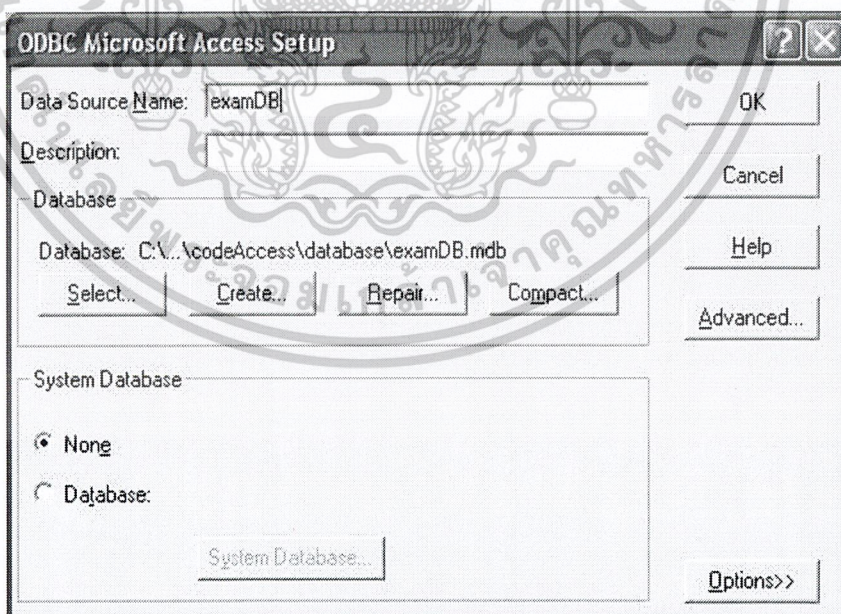 ODBC Microsoft Access Setup
Data Source Name: examDB
Description:
Database
Database: C:\...\codeAccess\database\examDB.mdb
Select... Create... Repair... Compact...
System Database
None
Database:
System Database...
OK
Cancel
Help
Advanced...
Options>>